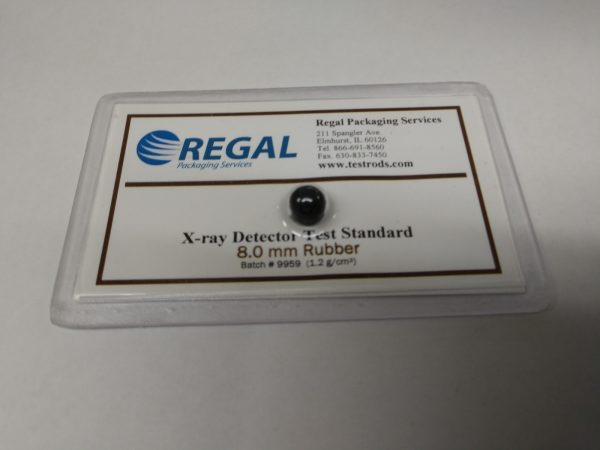 REGAL
Packaging Services
Regal Packaging Services
211 Spangler Ave
Elmhurst, IL 60126
Tel. 866-691-8560
Fax. 630-833-7450
www.testrods.com
X-ray Detector Test Standard
8.0 mm Rubber
Batch # 9959 (1.2 g/cm³)